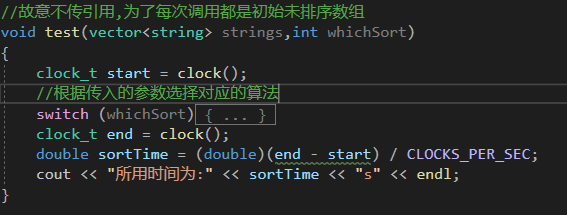 //故意不传引用,为了每次调用都是初始未排序数组
void test(vector<string> strings,int whichSort)
{
    clock_t start = clock();
    //根据传入的参数选择对应的算法
    switch (whichSort) { ... }
    clock_t end = clock();
    double sortTime = (double)(end - start) / CLOCKS_PER_SEC;
    cout << "所用时间为:" << sortTime << "s" << endl;
}